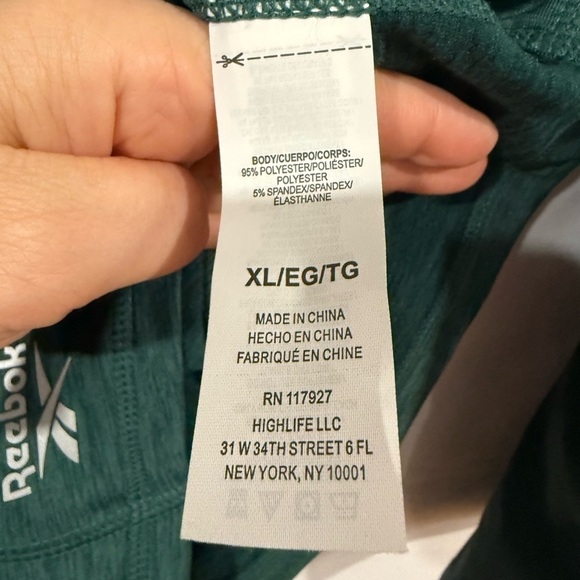 BODY/CUERPO/CORPS:
95% POLYESTER/POLIÉSTER/
POLYESTER
5% SPANDEX/SPANDEX/
ÉLASTHANNE
XL/EG/TG
MADE IN CHINA
HECHO EN CHINA
FABRIQUÉ EN CHINE
RN 117927
HIGHLIFE LLC
31 W 34TH STREET 6 FL
NEW YORK, NY 10001
Reebok